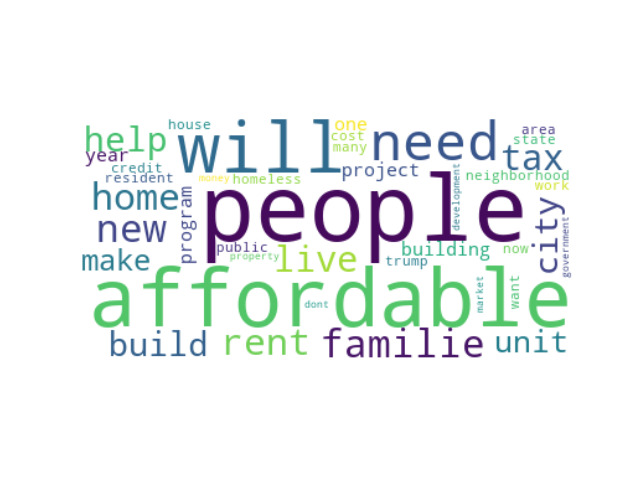 house one area
help will need state
cost
year many tax
credit project
resident money homeless neighborhood
home people work
program development city
new public government
property live building now
make trump
affordable want
dont market
build rent familie unit